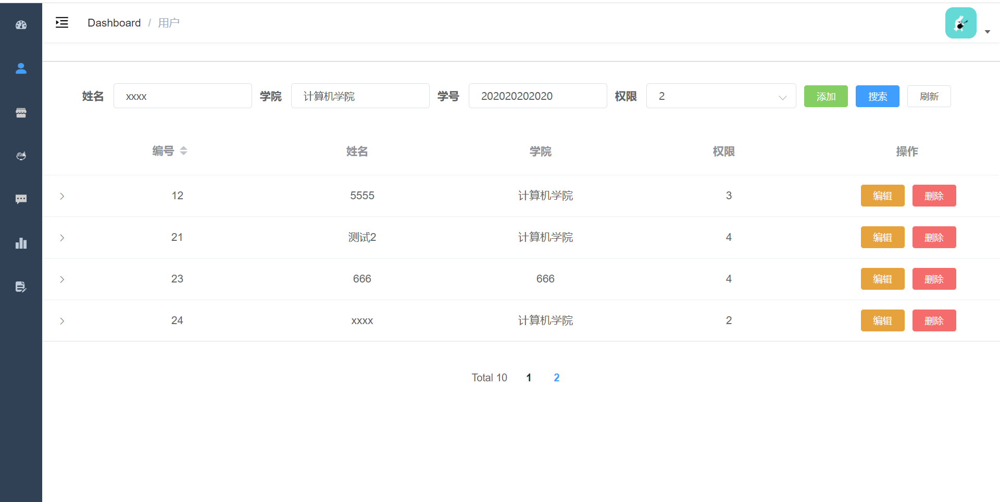 Dashboard / 用户
姓名 xxxx 学院 计算机学院 学号 202020202020 权限 2 添加 搜索 刷新
编号 姓名 学院 权限 操作
12 5555 计算机学院 3 编辑 删除
21 测试2 计算机学院 4 编辑 删除
23 666 666 4 编辑 删除
24 xxxx 计算机学院 2 编辑 删除
Total 10 1 2